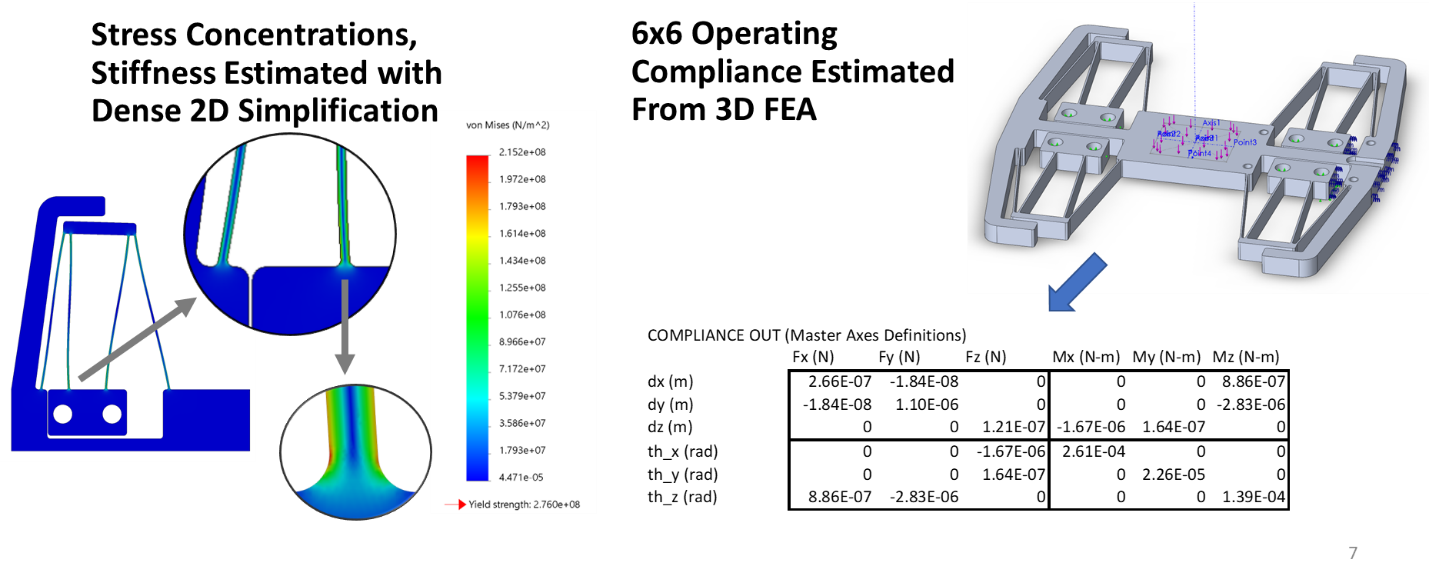 Stress Concentrations,
Stiffness Estimated with
Dense 2D Simplification
von Mises (N/m^2)
2.152e+08
1.972e+08
1.793e+08
1.614e+08
1.434e+08
1.255e+08
1.076e+08
8.966e+07
7.172e+07
5.379e+07
3.586e+07
1.793e+07
4.471e-05
Yield strength: 2.760e+08
6x6 Operating
Compliance Estimated
From 3D FEA
Axis1
Point3
Point4
COMPLIANCE OUT (Master Axes Definitions)
Fx (N) Fy (N) Fz (N) Mx (N-m) My (N-m) Mz (N-m)
dx (m) 2.66E-07 -1.84E-08 0 0 0 8.86E-07
dy (m) -1.84E-08 1.10E-06 0 0 0 -2.83E-06
dz (m) 0 0 1.21E-07 -1.67E-06 1.64E-07 0
th_x (rad) 0 0 -1.67E-06 2.61E-04 0 0
th_y (rad) 0 0 1.64E-07 0 2.26E-05 0
th_z (rad) 8.86E-07 -2.83E-06 0 0 0 1.39E-04
7